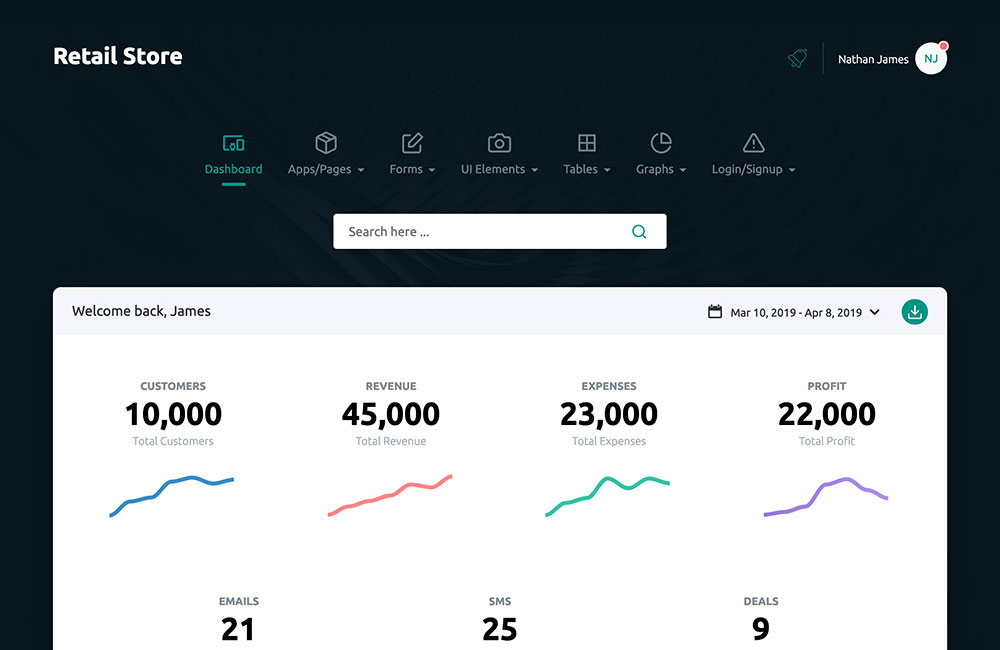 Retail Store
Nathan James
NJ
Dashboard
Apps/Pages
Forms
UI Elements
Tables
Graphs
Login/Signup
Search here ...
Welcome back, James
Mar 10, 2019 - Apr 8, 2019
CUSTOMERS
10,000
Total Customers
REVENUE
45,000
Total Revenue
EXPENSES
23,000
Total Expenses
PROFIT
22,000
Total Profit
EMAILS
21
SMS
25
DEALS
9